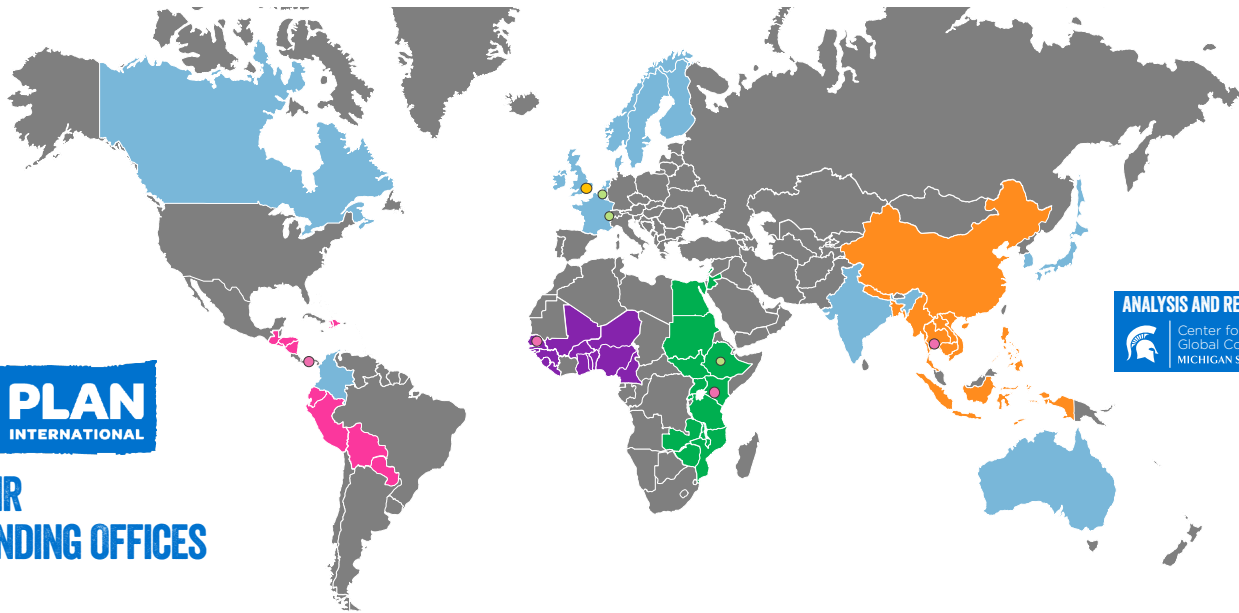 PLAN
INTERNATIONAL
IR
NDING OFFICES
ANALYSIS AND RE
Center fo
Global Co
MICHIGAN S